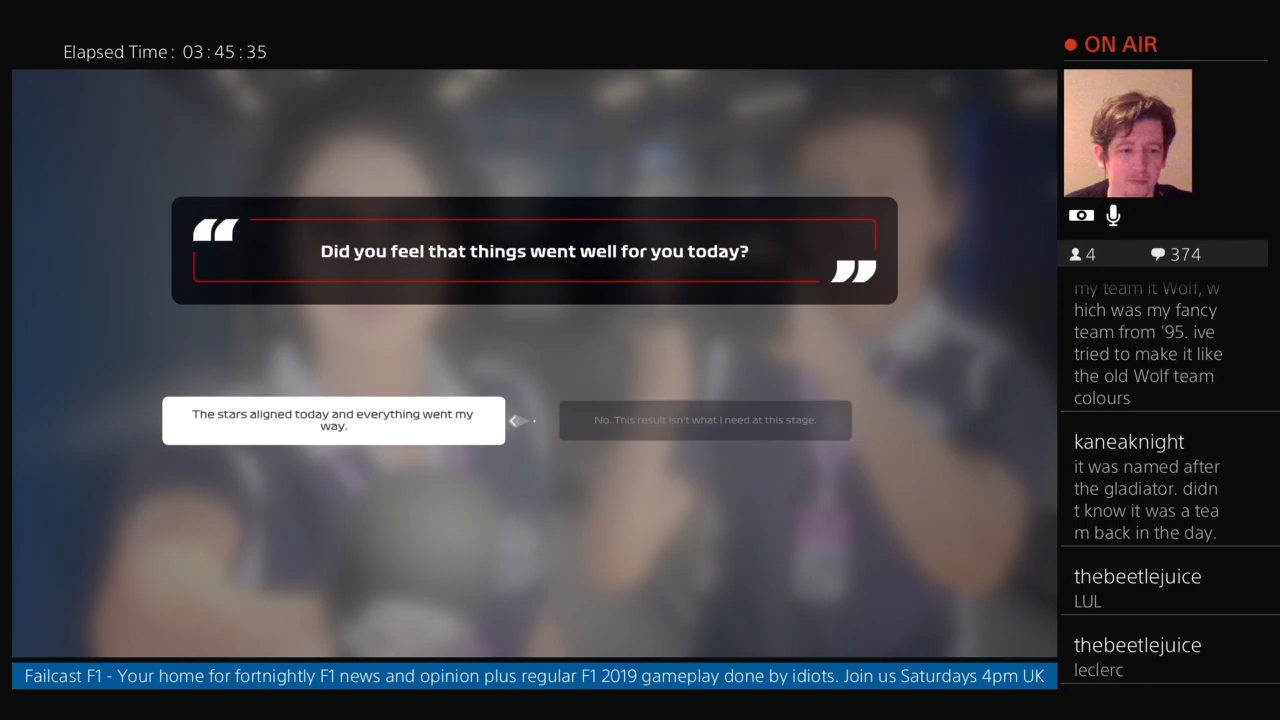 Elapsed Time: 03:45:35
ON AIR
Did you feel that things went well for you today?
The stars aligned today and everything went my
way.
No. This result isn't what I need at this stage.
4 374
my team it Wolf, w
hich was my fancy
team from '95. ive
tried to make it like
the old Wolf team
colours
kaneaknight
it was named after
the gladiator. didn
t know it was a tea
m back in the day.
thebeetlejuice
LUL
thebeetlejuice
leclerc
Failcast F1 - Your home for fortnightly F1 news and opinion plus regular F1 2019 gameplay done by idiots. Join us Saturdays 4pm UK